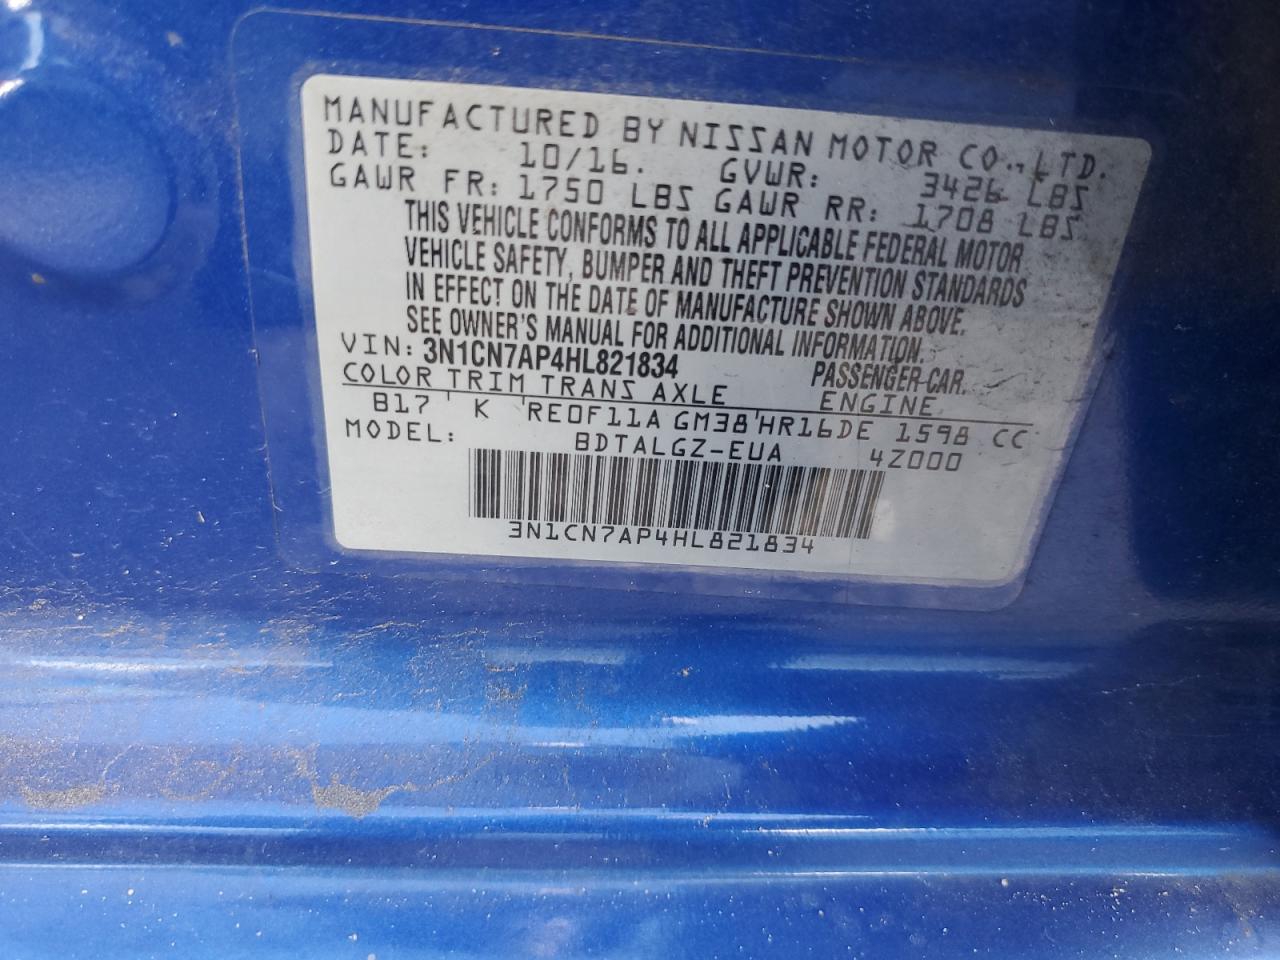 MANUFACTURED BY NISSAN MOTOR CO., LTD.
DATE: 10/16. GVWR: 3426 LBS
GAWR FR: 1750 LBS GAWR RR: 1708 LBS
THIS VEHICLE CONFORMS TO ALL APPLICABLE FEDERAL MOTOR
VEHICLE SAFETY, BUMPER AND THEFT PREVENTION STANDARDS
IN EFFECT ON THE DATE OF MANUFACTURE SHOWN ABOVE.
SEE OWNER'S MANUAL FOR ADDITIONAL INFORMATION.
VIN: 3N1CN7AP4HL821834 PASSENGER-CAR.
COLOR TRIM TRANS AXLE ENGINE
B17 K RE0F11A GM38 HR16DE 1598 CC
MODEL: BDTALGZ-EUA 4Z000
3N1CN7AP4HL821834